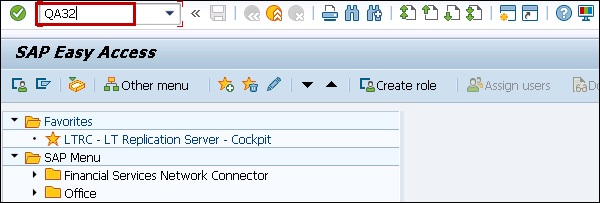 QA32
SAP Easy Access
Other menu Create role Assign users Do
Favorites
LTRC - LT Replication Server - Cockpit
SAP Menu
Financial Services Network Connector
Office